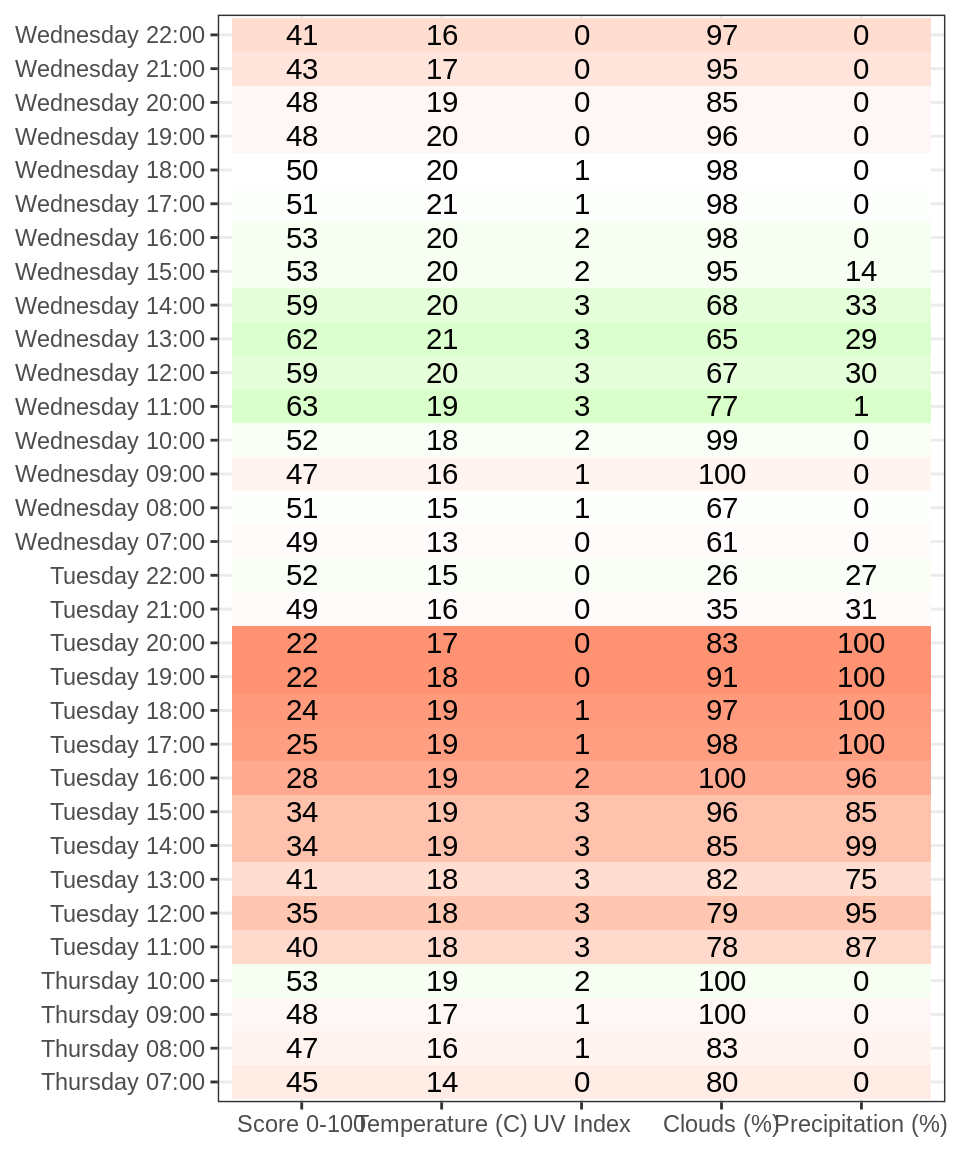 Wednesday 22:00 41 16 0 97 0
Wednesday 21:00 43 17 0 95 0
Wednesday 20:00 48 19 0 85 0
Wednesday 19:00 48 20 0 96 0
Wednesday 18:00 50 20 1 98 0
Wednesday 17:00 51 21 1 98 0
Wednesday 16:00 53 20 2 98 0
Wednesday 15:00 53 20 2 95 14
Wednesday 14:00 59 20 3 68 33
Wednesday 13:00 62 21 3 65 29
Wednesday 12:00 59 20 3 67 30
Wednesday 11:00 63 19 3 77 1
Wednesday 10:00 52 18 2 99 0
Wednesday 09:00 47 16 1 100 0
Wednesday 08:00 51 15 1 67 0
Wednesday 07:00 49 13 0 61 0
Tuesday 22:00 52 15 0 26 27
Tuesday 21:00 49 16 0 35 31
Tuesday 20:00 22 17 0 83 100
Tuesday 19:00 22 18 0 91 100
Tuesday 18:00 24 19 1 97 100
Tuesday 17:00 25 19 1 98 100
Tuesday 16:00 28 19 2 100 96
Tuesday 15:00 34 19 3 96 85
Tuesday 14:00 34 19 3 85 99
Tuesday 13:00 41 18 3 82 75
Tuesday 12:00 35 18 3 79 95
Tuesday 11:00 40 18 3 78 87
Thursday 10:00 53 19 2 100 0
Thursday 09:00 48 17 1 100 0
Thursday 08:00 47 16 1 83 0
Thursday 07:00 45 14 0 80 0
Score 0-100 Temperature (C) UV Index Clouds (%) Precipitation (%)